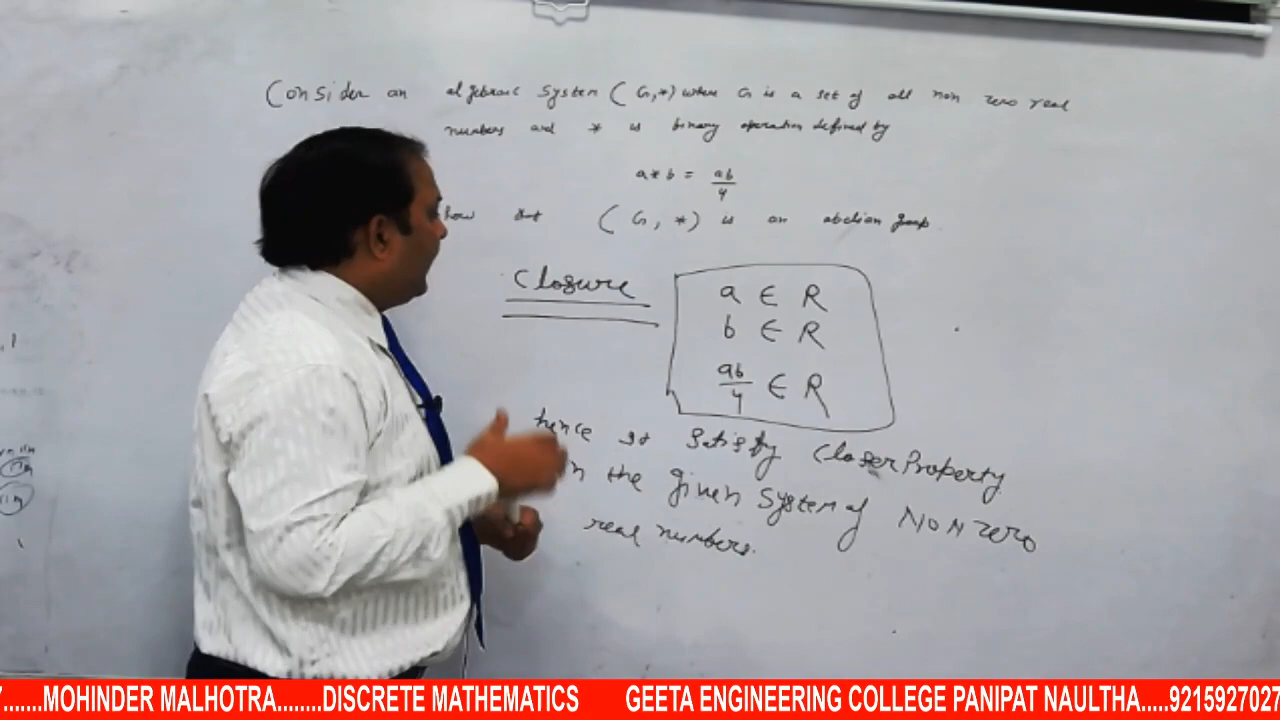 Consider an algebraic System (G,*) where G is a set of all non zero real
numbers and * is binary operation defined by
a*b = ab/4
how that (G, *) is an abelian group
Closure
a ∈ R
b ∈ R
ab/4 ∈ R
hence it Satisfy Closer Property
n the given System of NON zero
real numbers.
7......MOHINDER MALHOTRA........DISCRETE MATHEMATICS GEETA ENGINEERING COLLEGE PANIPAT NAULTHA.....9215927027